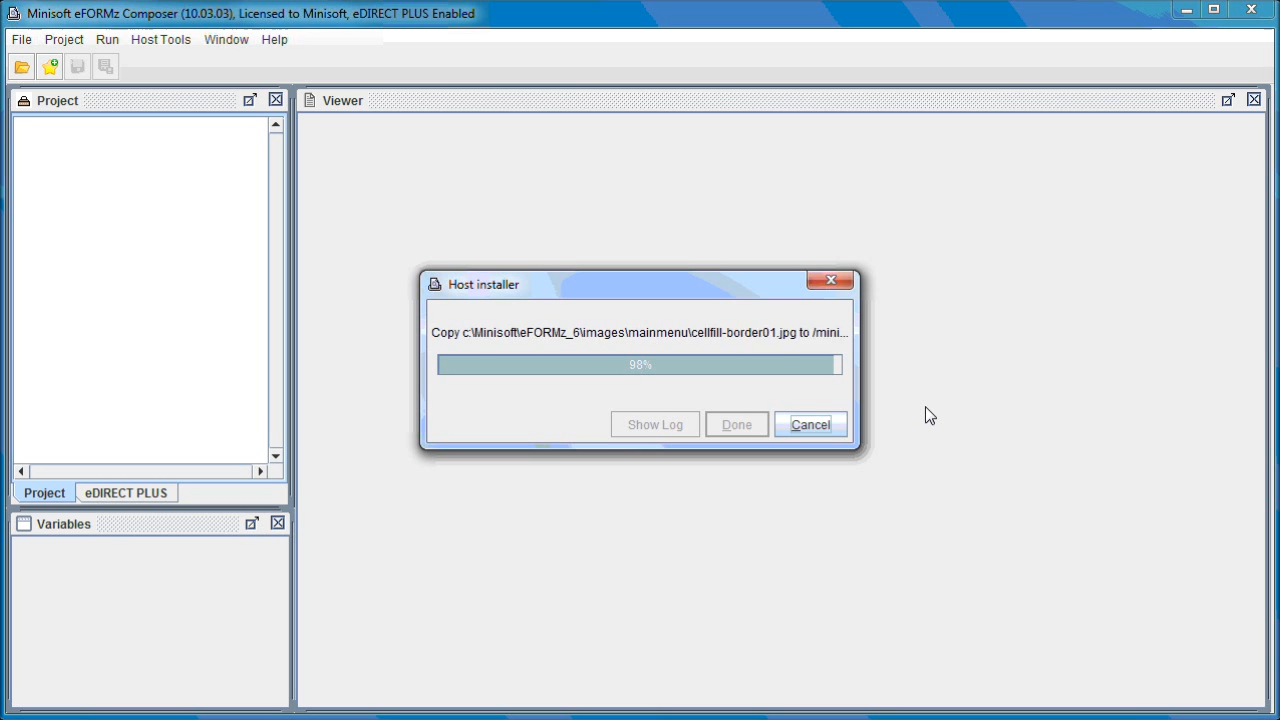 Minisoft eFORMz Composer (10.03.03), Licensed to Minisoft, eDIRECT PLUS Enabled
File Project Run Host Tools Window Help
Project
Viewer
Host installer
Copy c:\Minisoft\eFORMz_6\images\mainmenu\cellfill-border01.jpg to /mini...
98%
Show Log Done Cancel
Project eDIRECT PLUS
Variables